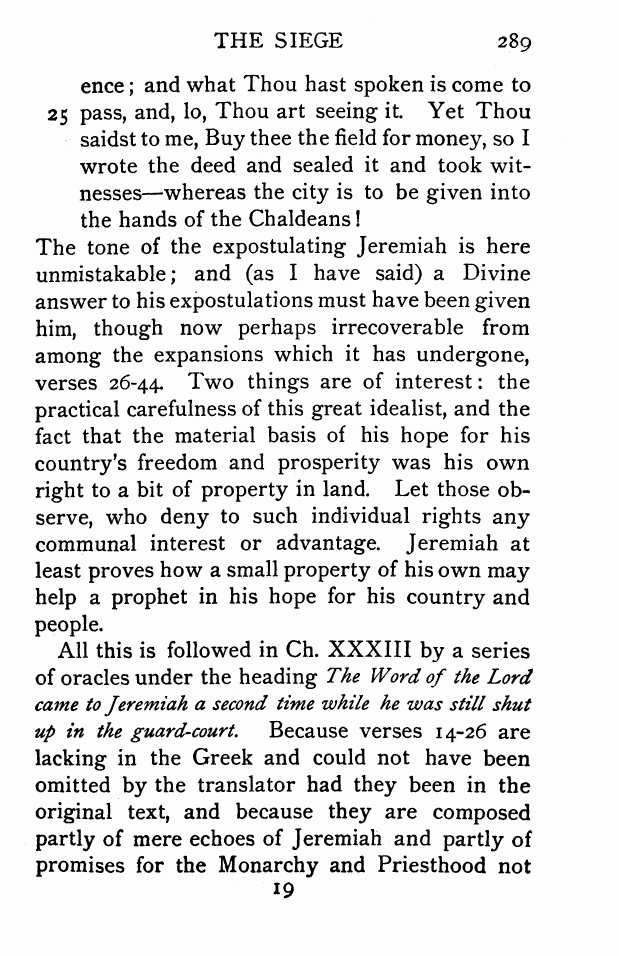 THE SIEGE 289
ence ; and what Thou hast spoken is come to
25 pass, and, lo, Thou art seeing it. Yet Thou
saidst to me, Buy thee the field for money, so I
wrote the deed and sealed it and took wit-
nesses—whereas the city is to be given into
the hands of the Chaldeans !
The tone of the expostulating Jeremiah is here
unmistakable ; and (as I have said) a Divine
answer to his expostulations must have been given
him, though now perhaps irrecoverable from
among the expansions which it has undergone,
verses 26-44. Two things are of interest : the
practical carefulness of this great idealist, and the
fact that the material basis of his hope for his
country's freedom and prosperity was his own
right to a bit of property in land. Let those ob-
serve, who deny to such individual rights any
communal interest or advantage. Jeremiah at
least proves how a small property of his own may
help a prophet in his hope for his country and
people.
All this is followed in Ch. XXXIII by a series
of oracles under the heading The Word of the Lord
came to Jeremiah a second time while he was still shut
up in the guard-court. Because verses 14-26 are
lacking in the Greek and could not have been
omitted by the translator had they been in the
original text, and because they are composed
partly of mere echoes of Jeremiah and partly of
promises for the Monarchy and Priesthood not
19